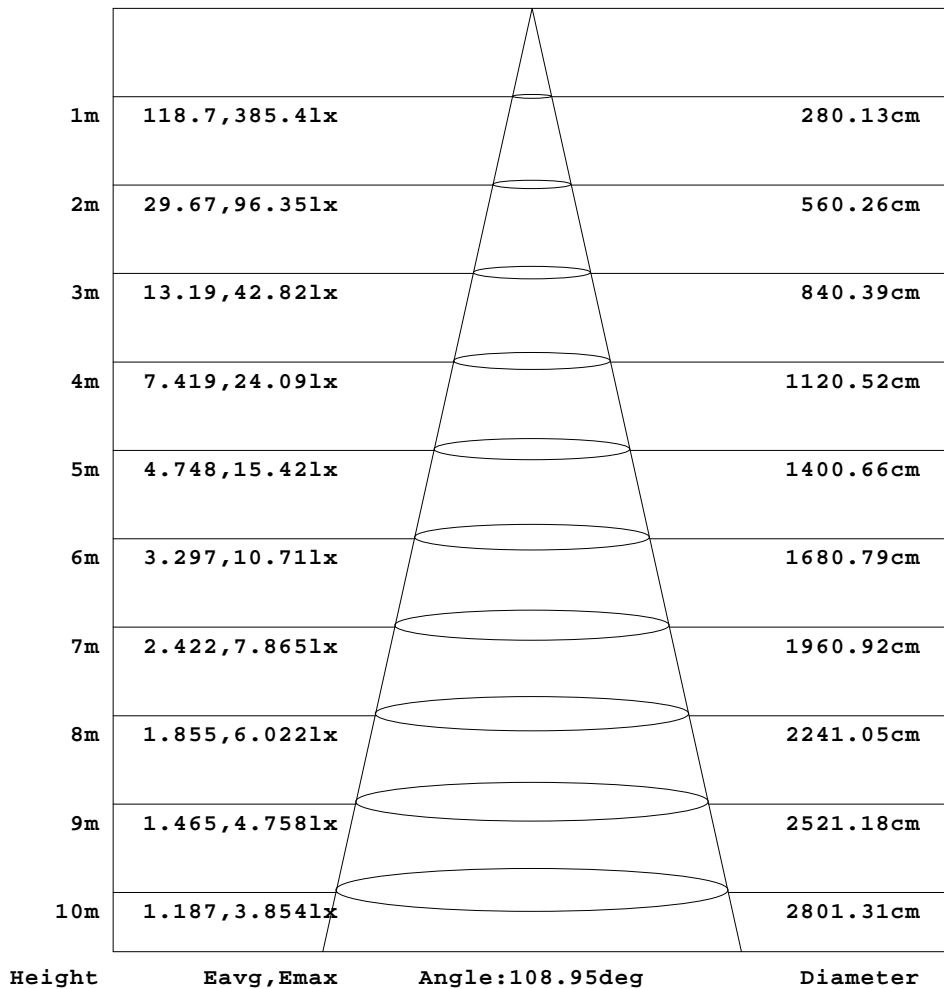 1m 118.7,385.4lx 280.13cm
2m 29.67,96.35lx 560.26cm
3m 13.19,42.82lx 840.39cm
4m 7.419,24.09lx 1120.52cm
5m 4.748,15.42lx 1400.66cm
6m 3.297,10.71lx 1680.79cm
7m 2.422,7.865lx 1960.92cm
8m 1.855,6.022lx 2241.05cm
9m 1.465,4.758lx 2521.18cm
10m 1.187,3.854lx 2801.31cm
Height Eavg,Emax Angle:108.95deg Diameter